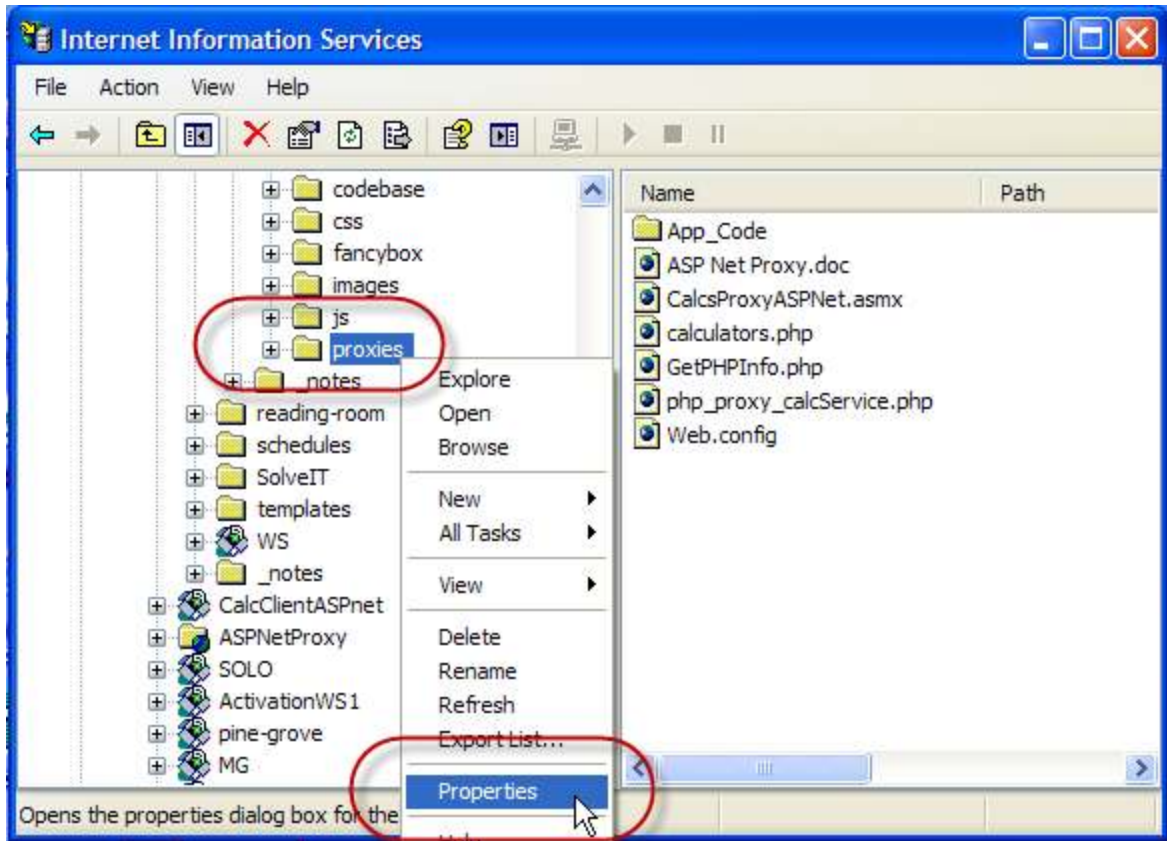 Internet Information Services
File Action View Help
codebase
css
fancybox
images
js
proxies
_notes
reading-room
schedules
SolveIT
templates
WS
_notes
CalcClientASPnet
ASPNetProxy
SOLO
ActivationWS1
pine-grove
MG
Explore
Open
Browse
New
All Tasks
View
Delete
Rename
Refresh
Export List...
Properties
Name Path
App_Code
ASP Net Proxy.doc
CalcsProxyASPNet.asmx
calculators.php
GetPHPInfo.php
php_proxy_calcService.php
Web.config
Opens the properties dialog box for the